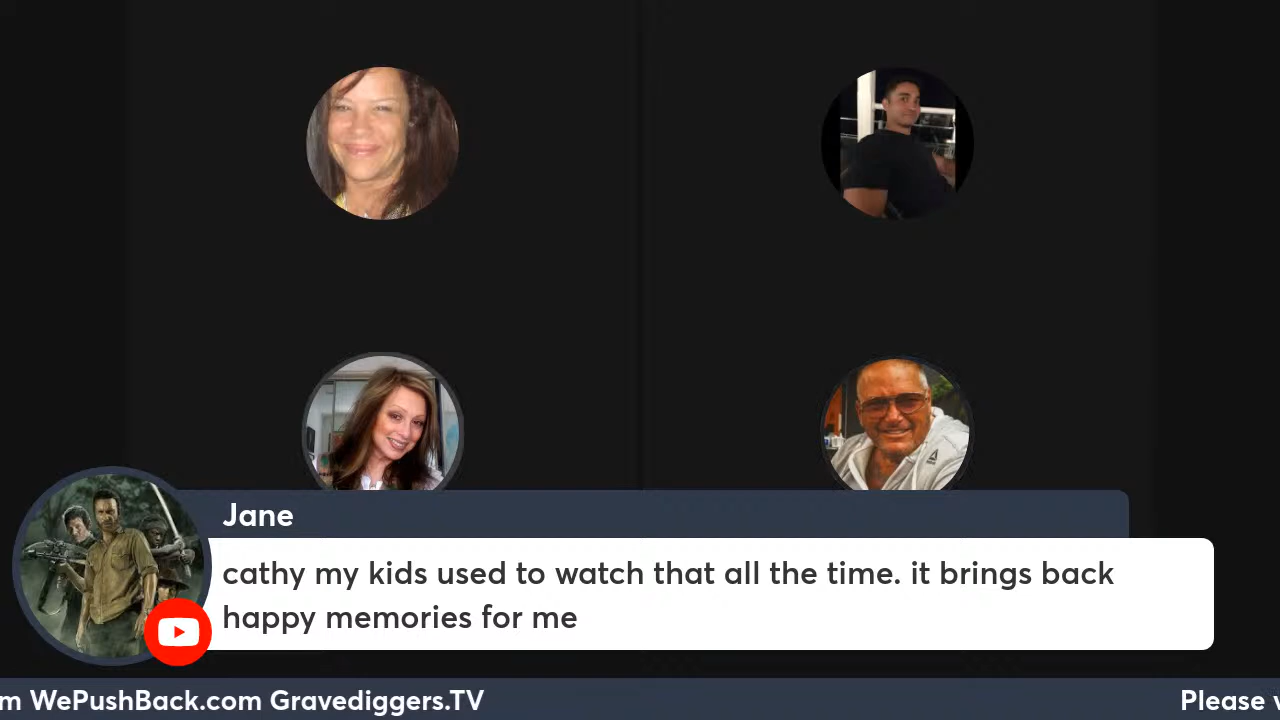 Jane
cathy my kids used to watch that all the time. it brings back
happy memories for me
m WePushBack.com Gravediggers.TV
Please v